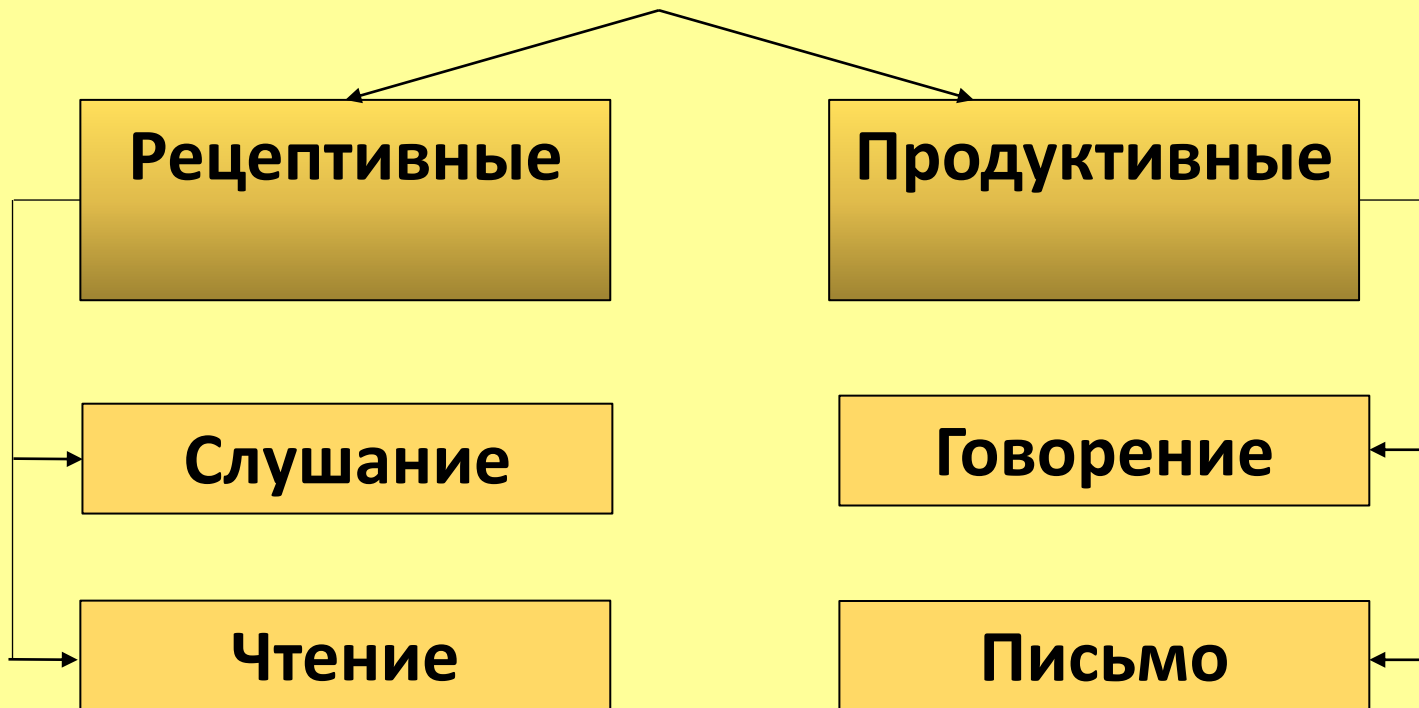 Рецептивные
Продуктивные
Слушание
Говорение
Чтение
Письмо